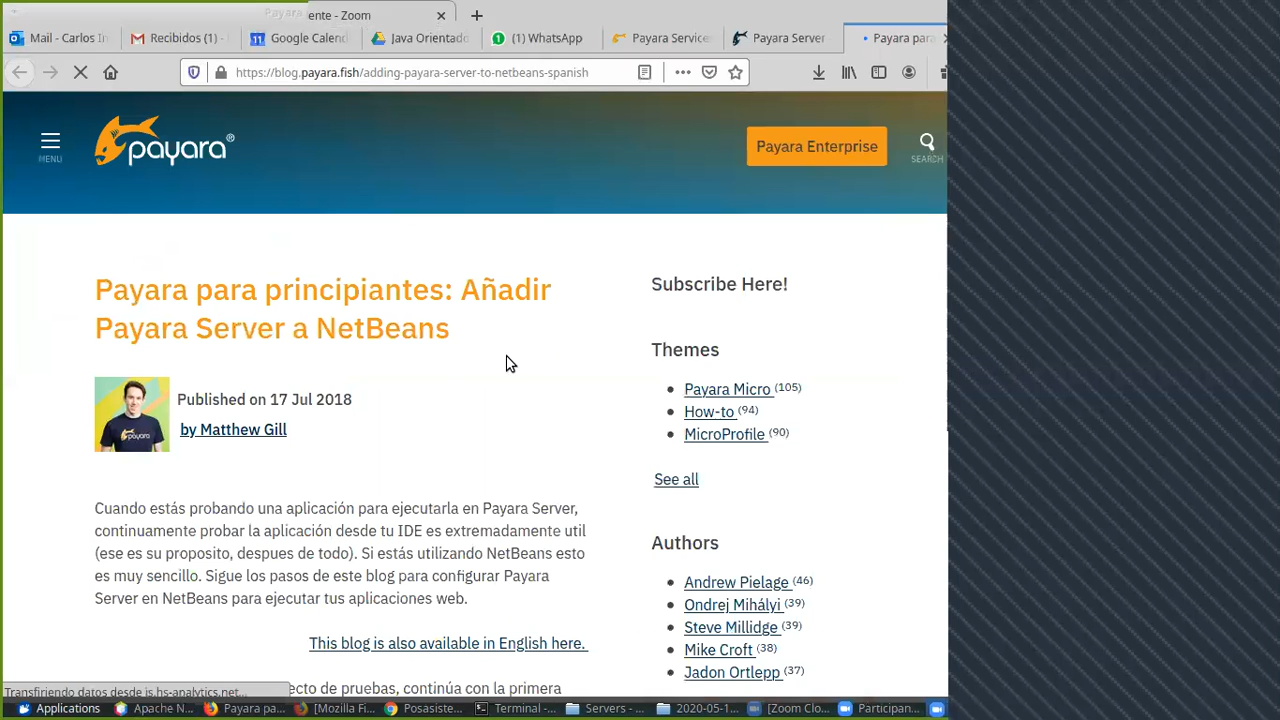 Payara
ente - Zoom
Mail - Carlos In
Recibidos (1) -
11 Google Calend
Java Orientado
(1) WhatsApp
Payara Service
Payara Server
Payara para
https://blog.payara.fish/adding-payara-server-to-netbeans-spanish
MENU
payara®
Payara Enterprise
SEARCH
Payara para principiantes: Añadir
Payara Server a NetBeans
Published on 17 Jul 2018
by Matthew Gill
Cuando estás probando una aplicación para ejecutarla en Payara Server,
continuamente probar la aplicación desde tu IDE es extremadamente util
(ese es su proposito, despues de todo). Si estás utilizando NetBeans esto
es muy sencillo. Sigue los pasos de este blog para configurar Payara
Server en NetBeans para ejecutar tus aplicaciones web.
This blog is also available in English here.
ecto de pruebas, continúa con la primera
Subscribe Here!
Themes
Payara Micro (105)
How-to (94)
MicroProfile (90)
See all
Authors
Andrew Pielage (46)
Ondrej Mihályi (39)
Steve Millidge (39)
Mike Croft (38)
Jadon Ortlepp (37)
Transfiriendo datos desde is.hs-analytics.net...
Applications
Apache N...
Payara pa...
[Mozilla Fi...
Posasiste...
Terminal -...
Servers - ...
2020-05-1...
[Zoom Clo...
Participan...